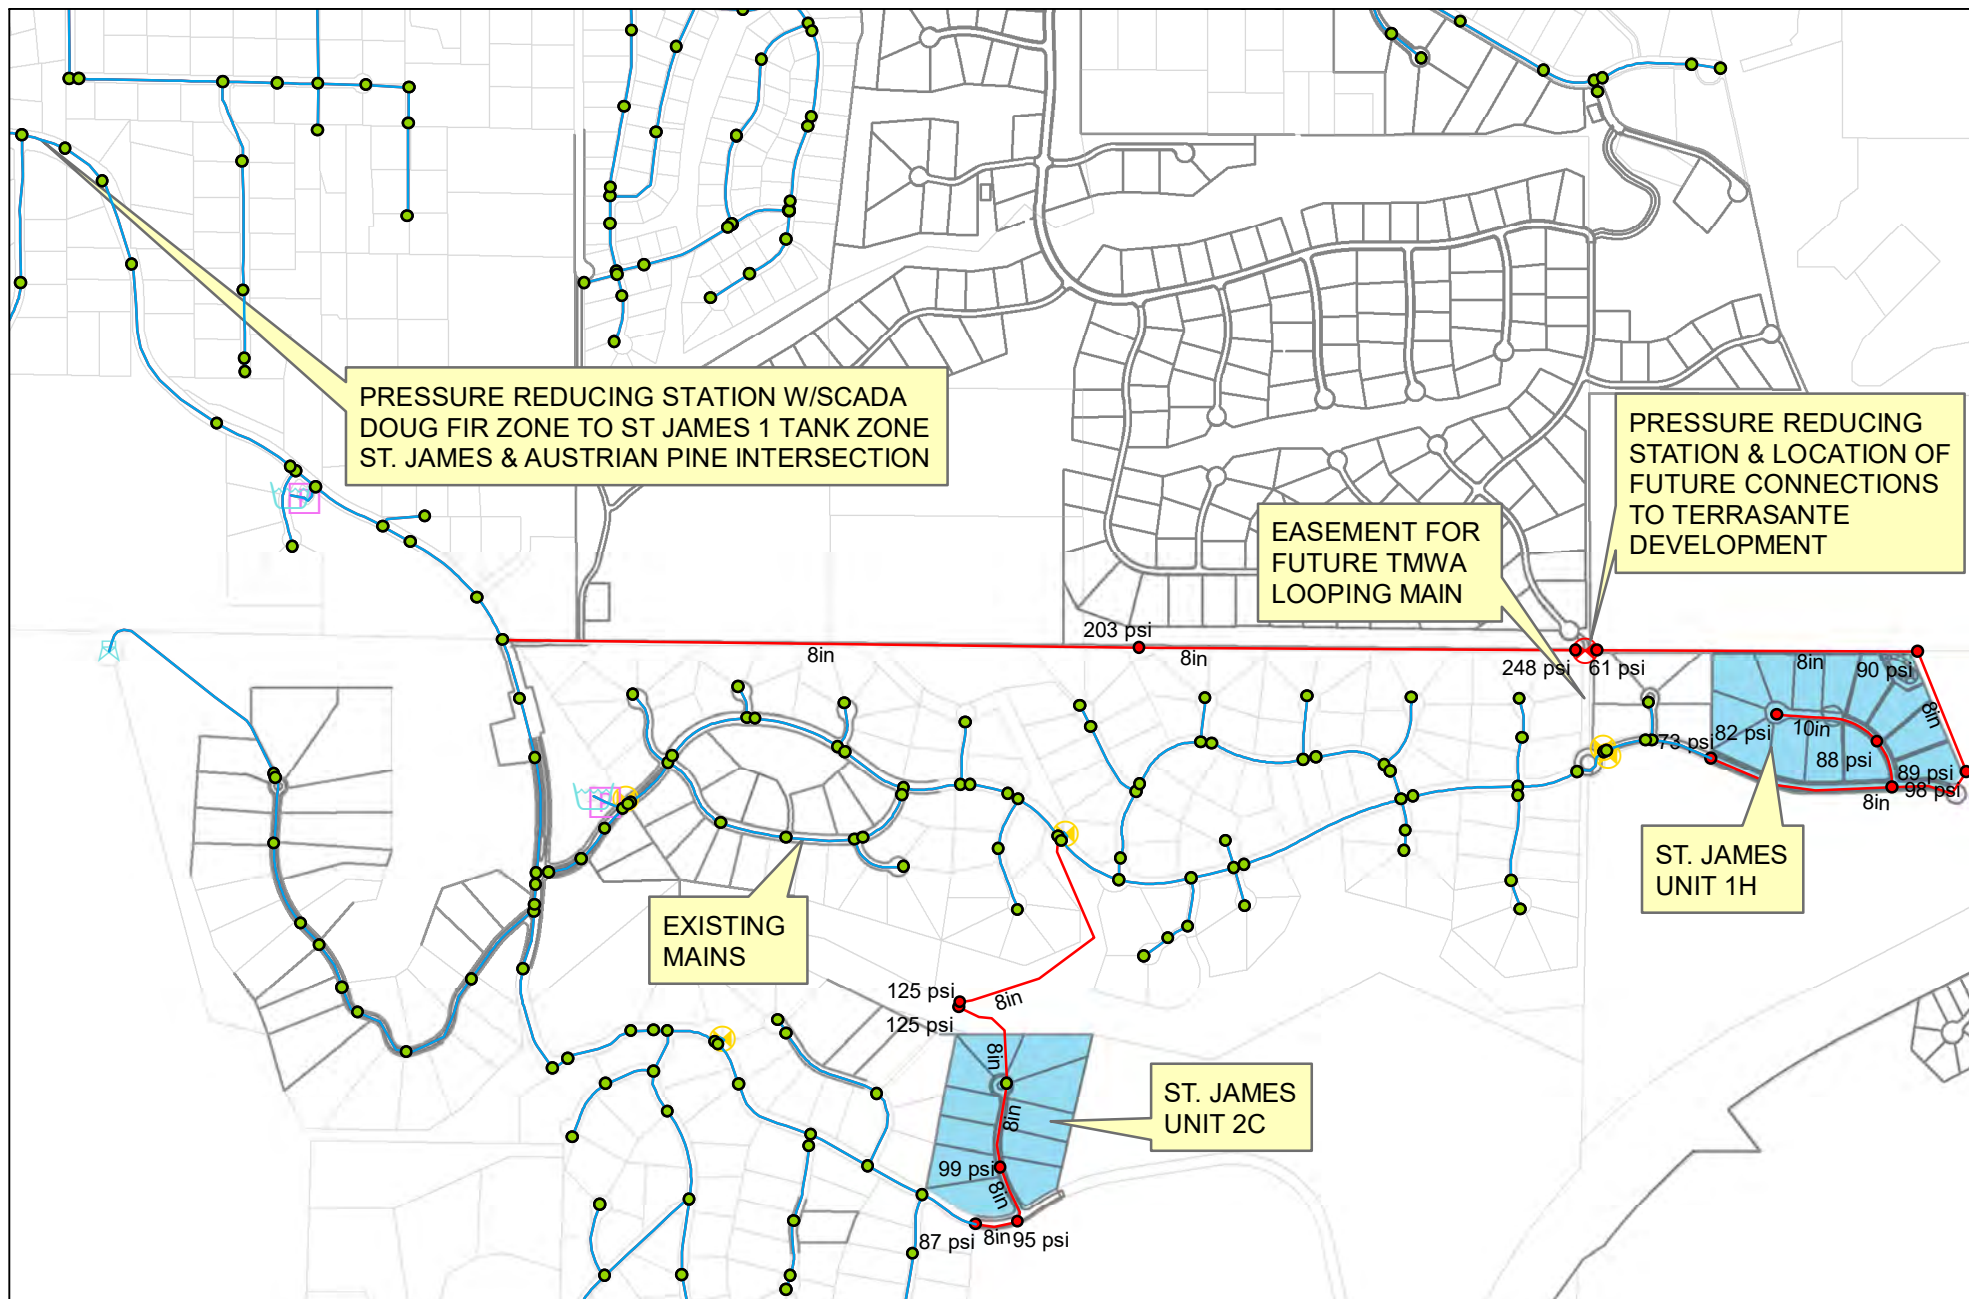 PRESSURE REDUCING STATION W/SCADA
DOUG FIR ZONE TO ST JAMES 1 TANK ZONE
ST. JAMES & AUSTRIAN PINE INTERSECTION
PRESSURE REDUCING
STATION & LOCATION OF
FUTURE CONNECTIONS
TO TERRASANTE
DEVELOPMENT
EASEMENT FOR
FUTURE TMWA
LOOPING MAIN
203 psi
8in
8in
248 psi
61 psi
8in
90 psi
8in
73 psi
82 psi
10in
88 psi
89 psi
98 psi
8in
ST. JAMES
UNIT 1H
EXISTING
MAINS
125 psi
125 psi
8in
8in
8in
99 psi
8in
87 psi
8in
95 psi
ST. JAMES
UNIT 2C